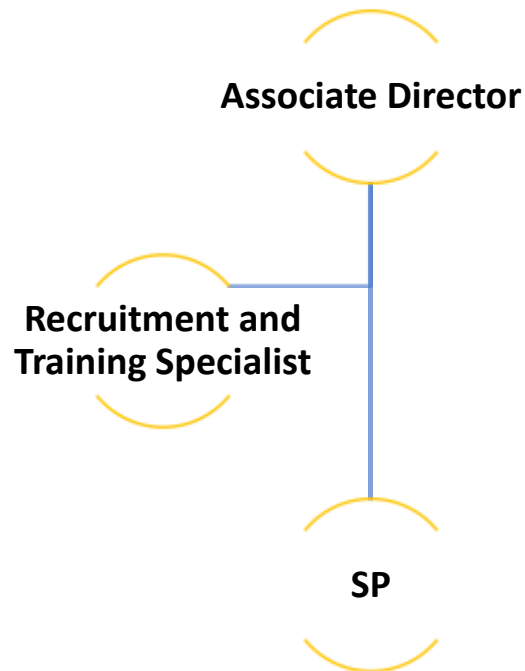 Associate Director
Recruitment and
Training Specialist
SP